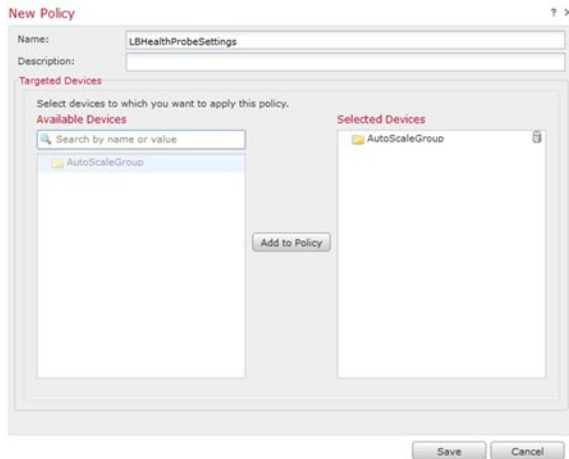 New Policy
? ×
Name:
LBHealthProbeSettings
Description:
Targeted Devices
Select devices to which you want to apply this policy.
Available Devices
Selected Devices
Search by name or value
AutoScaleGroup
AutoScaleGroup
Add to Policy
Save
Cancel